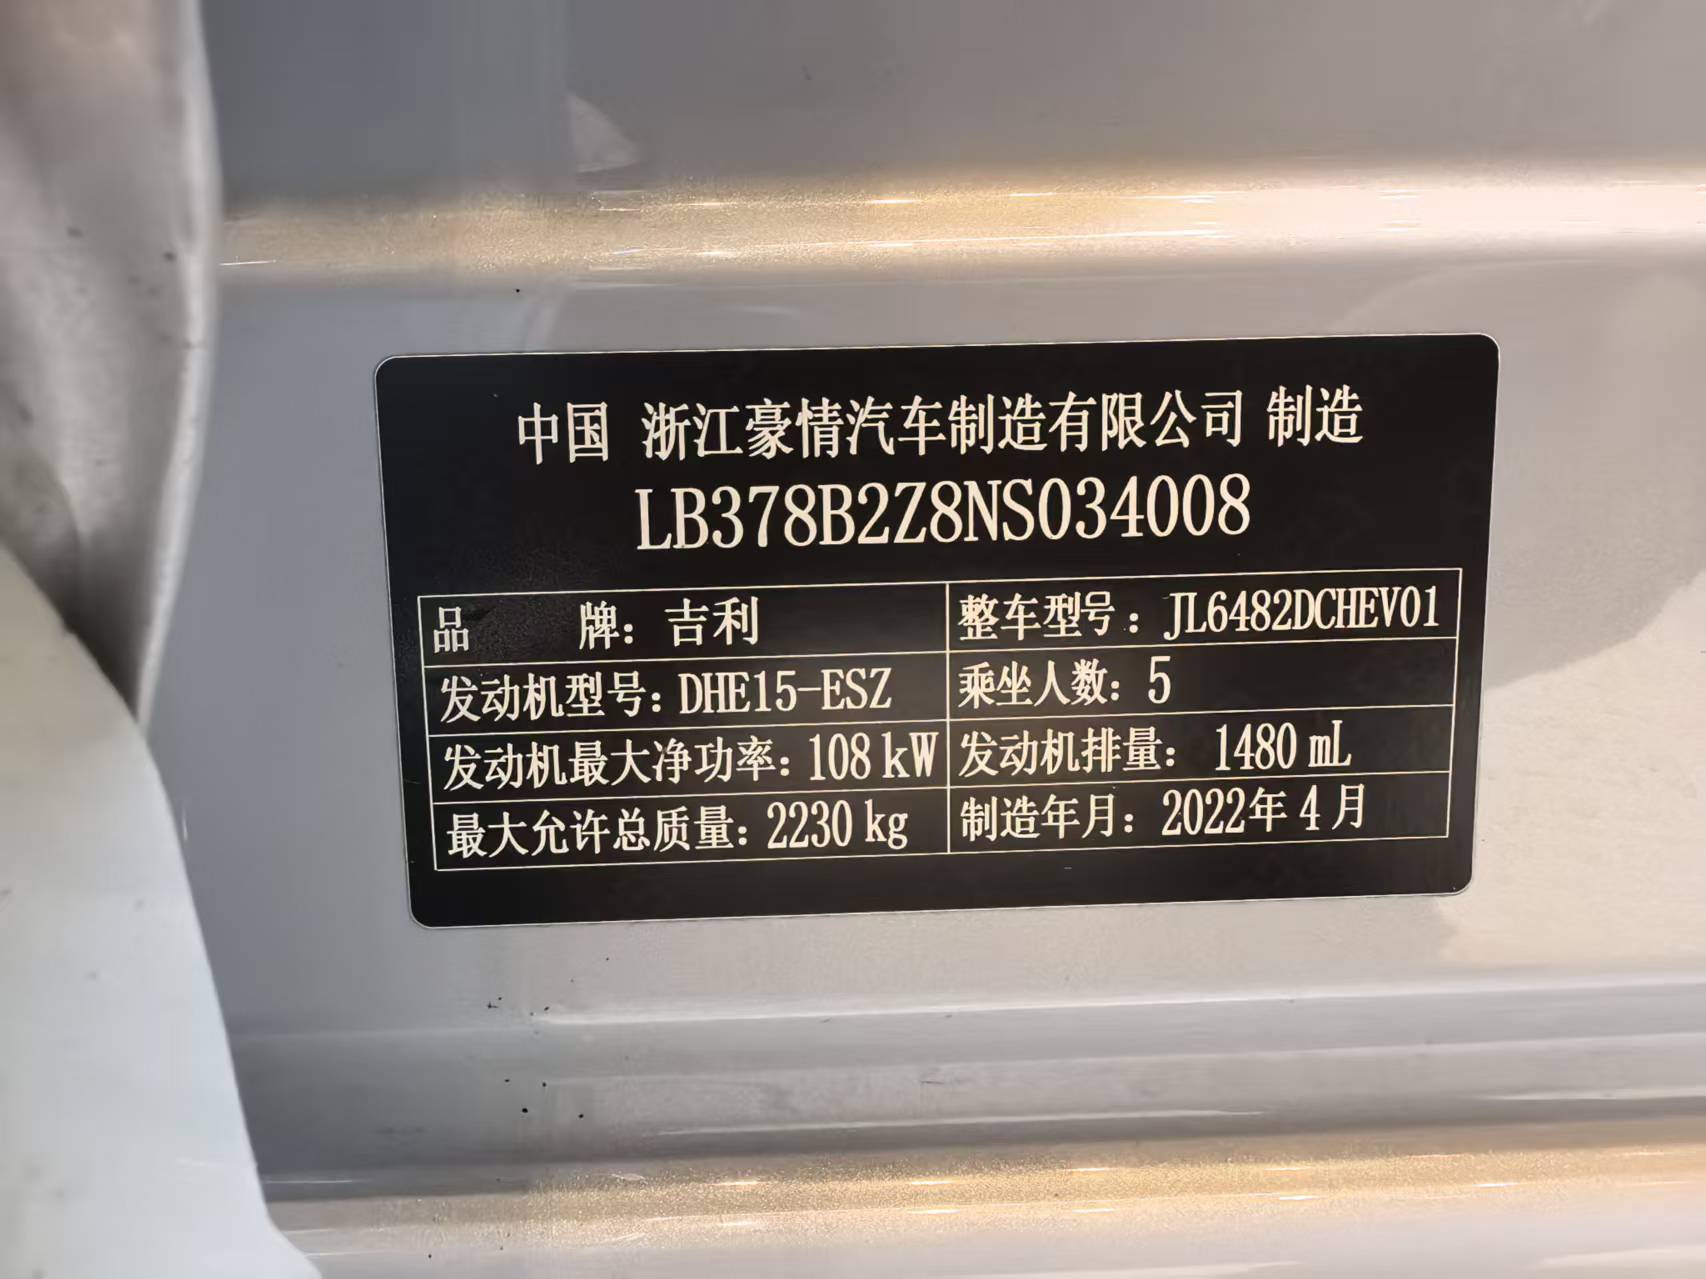 中国 浙江豪情汽车制造有限公司 制造
LB378B2Z8NS034008
品 牌：吉利 整车型号：JL6482DCHEV01
发动机型号：DHE15-ESZ 乘坐人数：5
发动机最大净功率：108 kW 发动机排量：1480 mL
最大允许总质量：2230 kg 制造年月：2022年 4 月